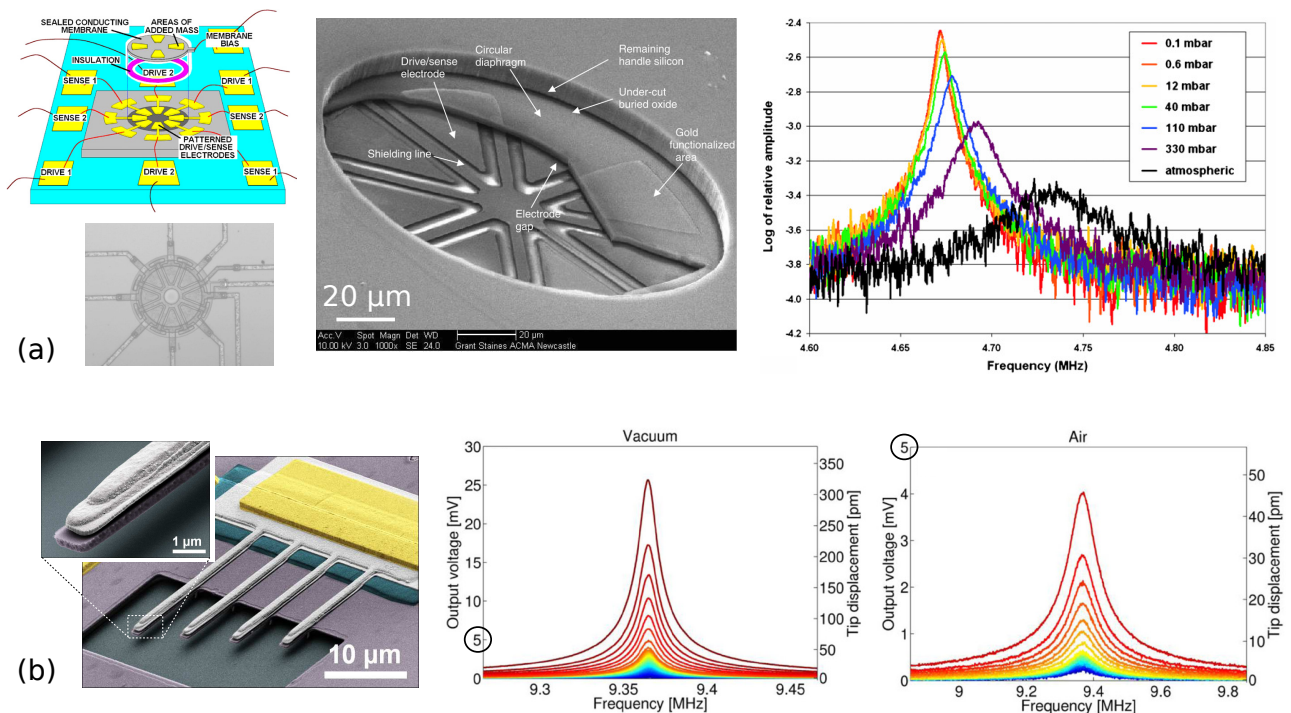 SEALED CONDUCTING
MEMBRANE
AREAS OF
ADDED MASS
MEMBRANE
BIAS
INSULATION
DRIVE 2
SENSE 1
DRIVE 1
SENSE 2
SENSE 2
PATTERNED
DRIVE/SENSE
ELECTRODES
DRIVE 1
DRIVE 2
SENSE 1
(a)
Drive/sense
electrode
Circular
diaphragm
Remaining
handle silicon
Under-cut
buried oxide
Gold
functionalized
area
Shielding line
Electrode
gap
20 µm
Acc.V Spot Magn Det WD 20 µm
10.00 kV 3.0 1000x SE 24.0 Grant Staines ACMA Newcastle
Log of relative amplitude
-2.4
-2.6
-2.8
-3.0
-3.2
-3.4
-3.6
-3.8
-4.0
-4.2
4.60 4.65 4.70 4.75 4.80 4.85
Frequency (MHz)
0.1 mbar
0.6 mbar
12 mbar
40 mbar
110 mbar
330 mbar
atmospheric
(b)
1 µm
10 µm
Vacuum
Output voltage [mV]
30
25
20
15
10
5
0
9.3 9.35 9.4 9.45
Frequency [MHz]
Tip displacement [pm]
350
300
250
200
150
100
50
0
Air
Output voltage [mV]
5
4
3
2
1
0
9 9.2 9.4 9.6 9.8
Frequency [MHz]
Tip displacement [pm]
50
40
30
20
10
0